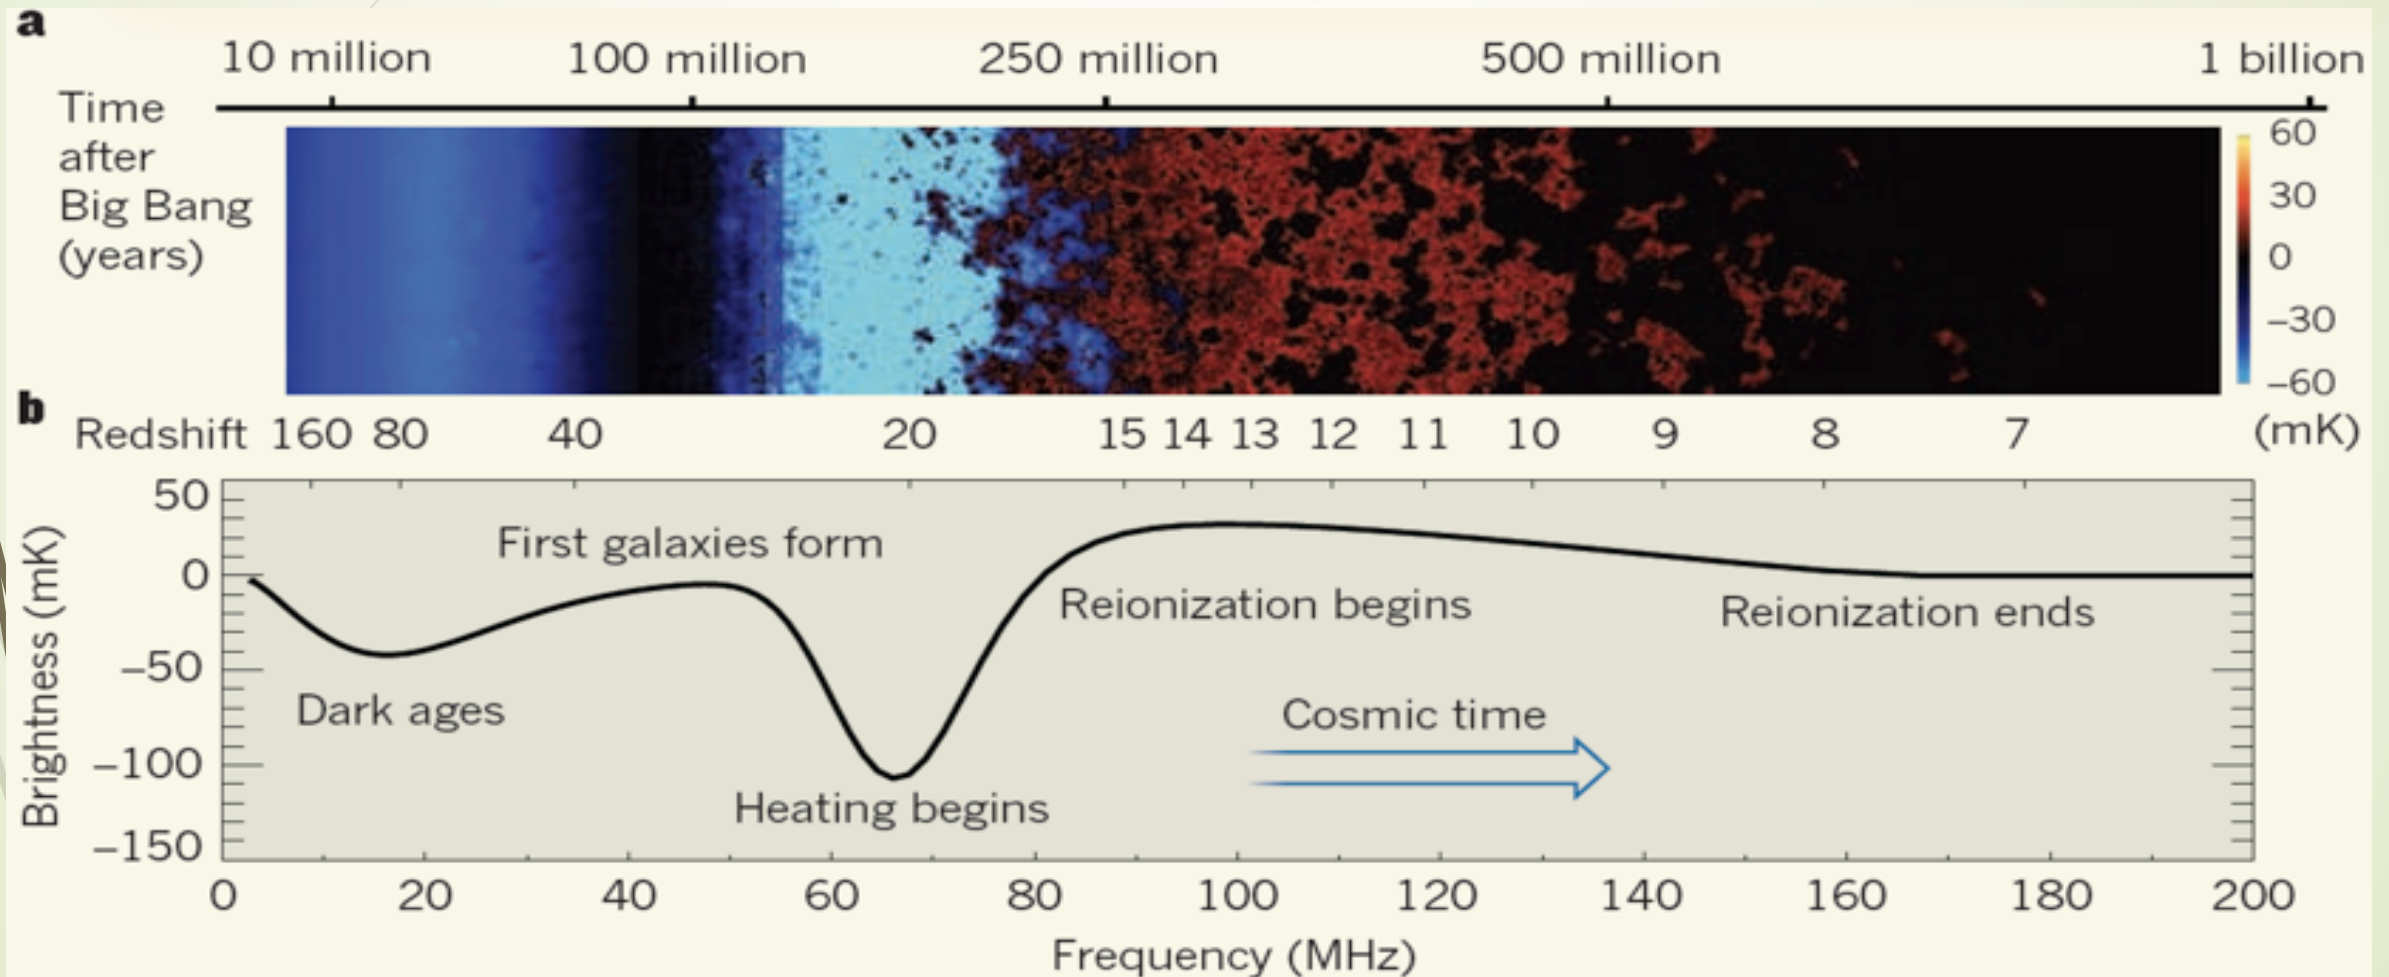 a
10 million 100 million 250 million 500 million 1 billion
Time
after
Big Bang
(years)
60
30
0
−30
−60
(mK)
b
Redshift 160 80 40 20 15 14 13 12 11 10 9 8 7
Brightness (mK)
50
0
−50
−100
−150
First galaxies form
Reionization begins
Reionization ends
Dark ages
Cosmic time
Heating begins
0 20 40 60 80 100 120 140 160 180 200
Frequency (MHz)